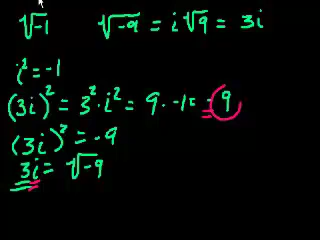 √-1 √-9 = i √9 = 3i
i² = -1
(3i)² = 3² · i² = 9 · -1 = -9
(3i)² = -9
3i = √-9